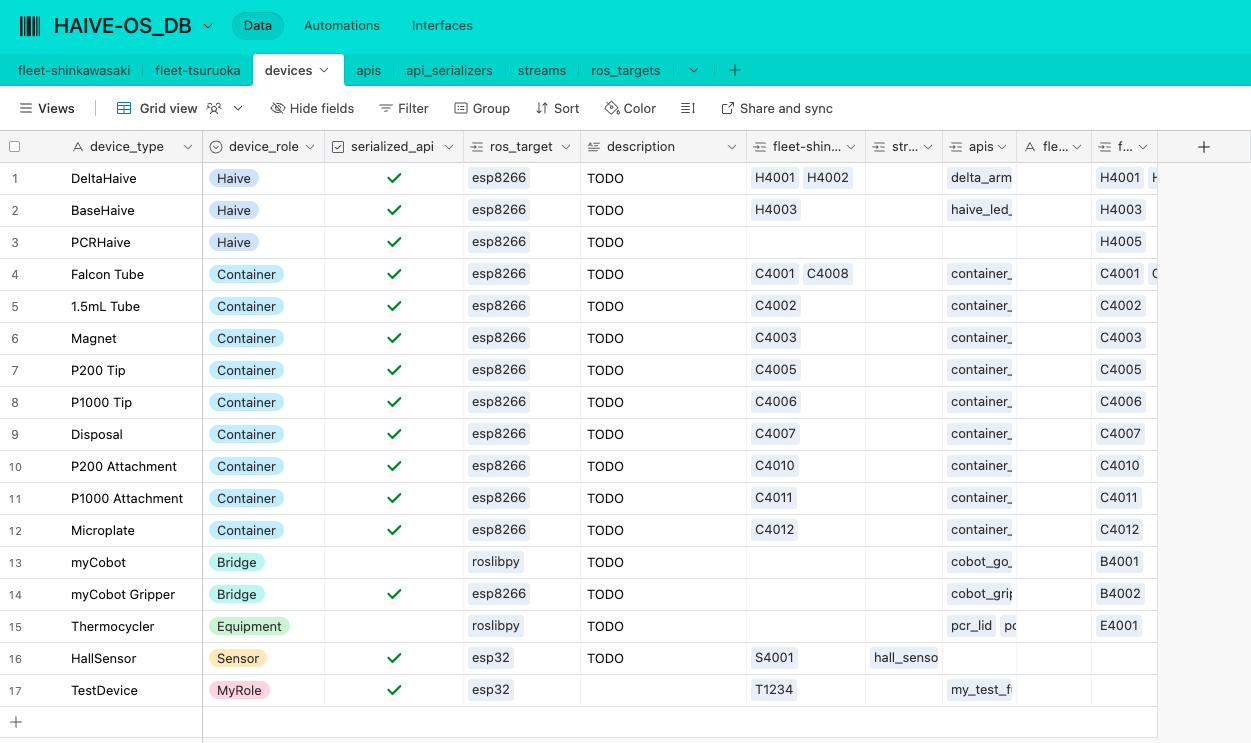 HAIVE-OS_DB Data Automations Interfaces
fleet-shinkawasaki fleet-tsuruoka devices apis api_serializers streams ros_targets
Views Grid view Hide fields Filter Group Sort Color Share and sync
device_type device_role serialized_api ros_target description fleet-shin... str... apis fle... f...
1 DeltaHaive Haive esp8266 TODO H4001 H4002 delta_arm H4001 H
2 BaseHaive Haive esp8266 TODO H4003 haive_led_ H4003
3 PCRHaive Haive esp8266 TODO H4005
4 Falcon Tube Container esp8266 TODO C4001 C4008 container_ C4001 C
5 1.5mL Tube Container esp8266 TODO C4002 container_ C4002
6 Magnet Container esp8266 TODO C4003 container_ C4003
7 P200 Tip Container esp8266 TODO C4005 container_ C4005
8 P1000 Tip Container esp8266 TODO C4006 container_ C4006
9 Disposal Container esp8266 TODO C4007 container_ C4007
10 P200 Attachment Container esp8266 TODO C4010 container_ C4010
11 P1000 Attachment Container esp8266 TODO C4011 container_ C4011
12 Microplate Container esp8266 TODO C4012 container_ C4012
13 myCobot Bridge roslibpy TODO cobot_go_ B4001
14 myCobot Gripper Bridge esp8266 TODO cobot_grip B4002
15 Thermocycler Equipment roslibpy TODO pcr_lid pc E4001
16 HallSensor Sensor esp32 TODO S4001 hall_senso
17 TestDevice MyRole esp32 T1234 my_test_f